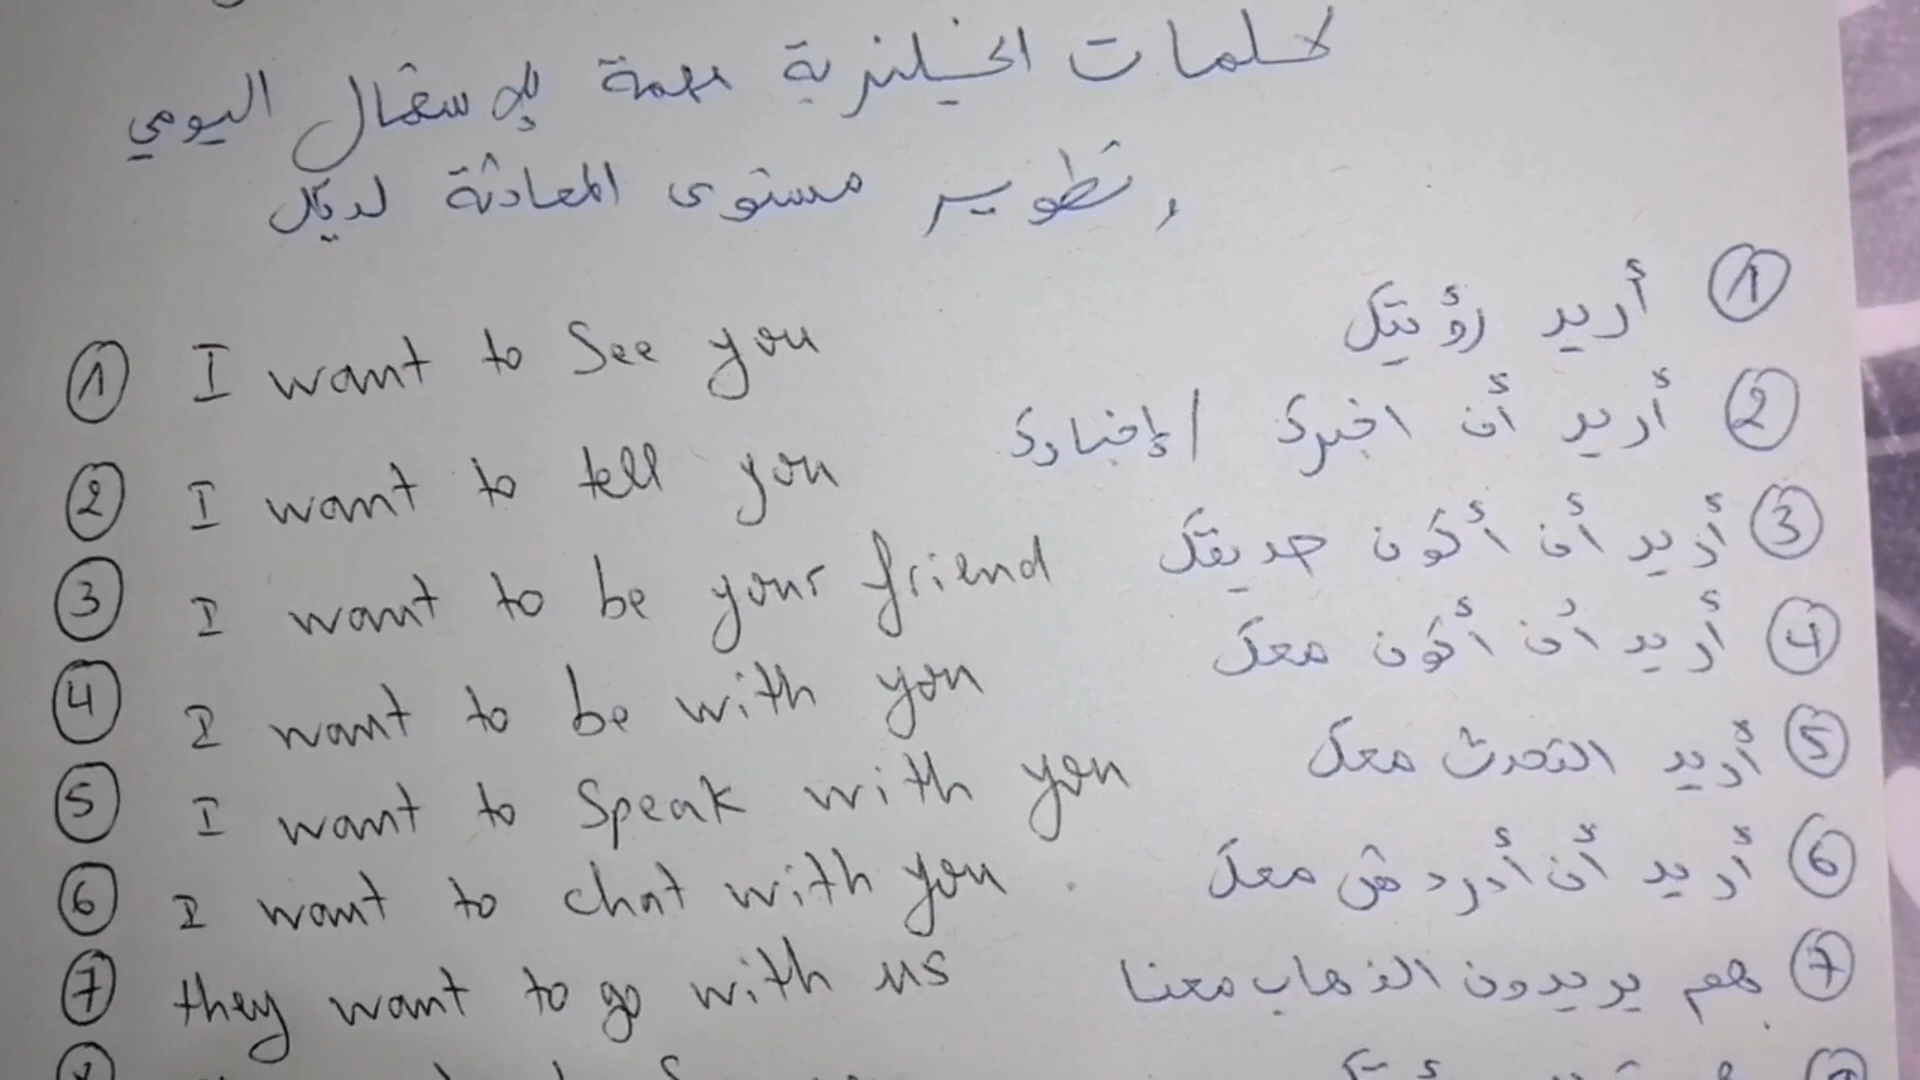 كلمات انجليزية مهمة للإستعمال اليومي
و تطوير مستوى المحادثة لديك
① I want to See you أريد رؤيتك ①
② I want to tell you أريد أن اخبرك / إخبارك ②
③ I want to be your friend أريد أن أكون صديقك ③
④ I want to be with you أريد أن أكون معك ④
⑤ I want to Speak with you أريد التحدث معك ⑤
⑥ I want to chat with you أريد أن أدردش معك ⑥
⑦ they want to go with us هم يريدون الذهاب معنا ⑦